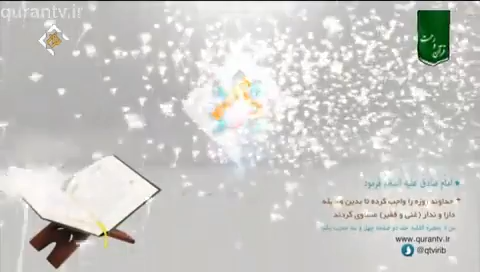 qurantv.ir
قرآن و
امام صادق علیه السلام فرمود
خداوند روزه را واجب کرده تا بدین وسیله
دارا و ندار (غنی و فقیر) مساوی گردند
www.qurantv.ir
@qtvirib